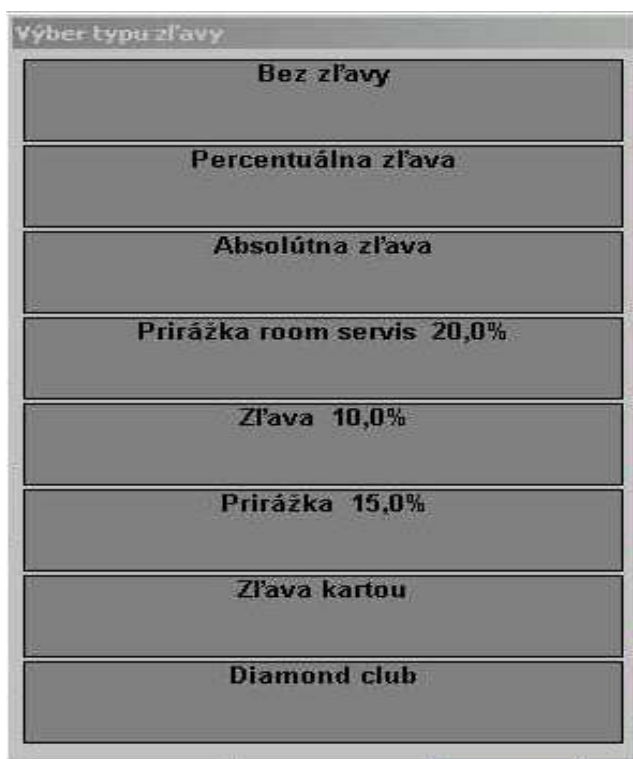 Výber typu zľavy
Bez zľavy
Percentuálna zľava
Absolútna zľava
Prirážka room servis 20,0%
Zľava 10,0%
Prirážka 15,0%
Zľava kartou
Diamond club